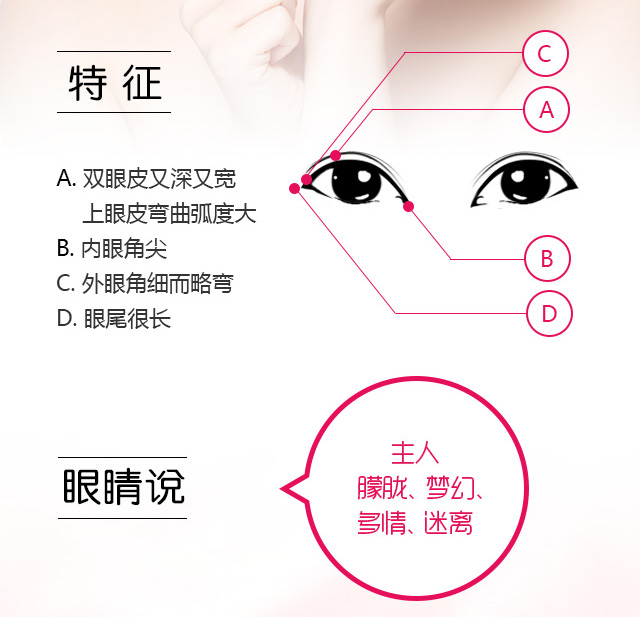 特征
C
A
A. 双眼皮又深又宽
上眼皮弯曲弧度大
B. 内眼角尖
C. 外眼角细而略弯
D. 眼尾很长
B
D
眼睛说
主人
朦胧、梦幻、
多情、迷离